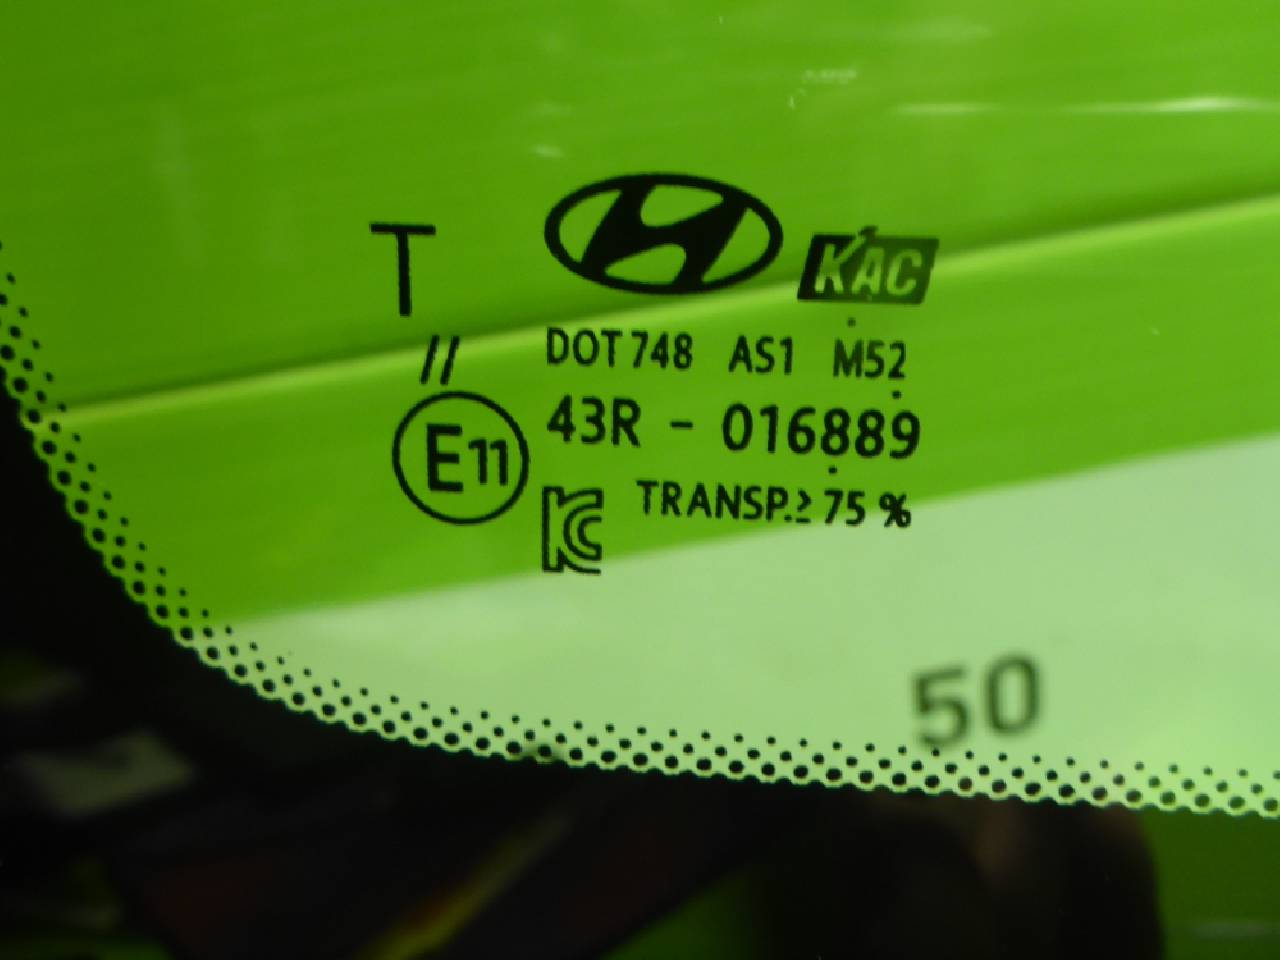 T
KAC
//
DOT 748 AS1 M52
43R - 016889
E11
TRANSP.≥ 75 %
KC
50